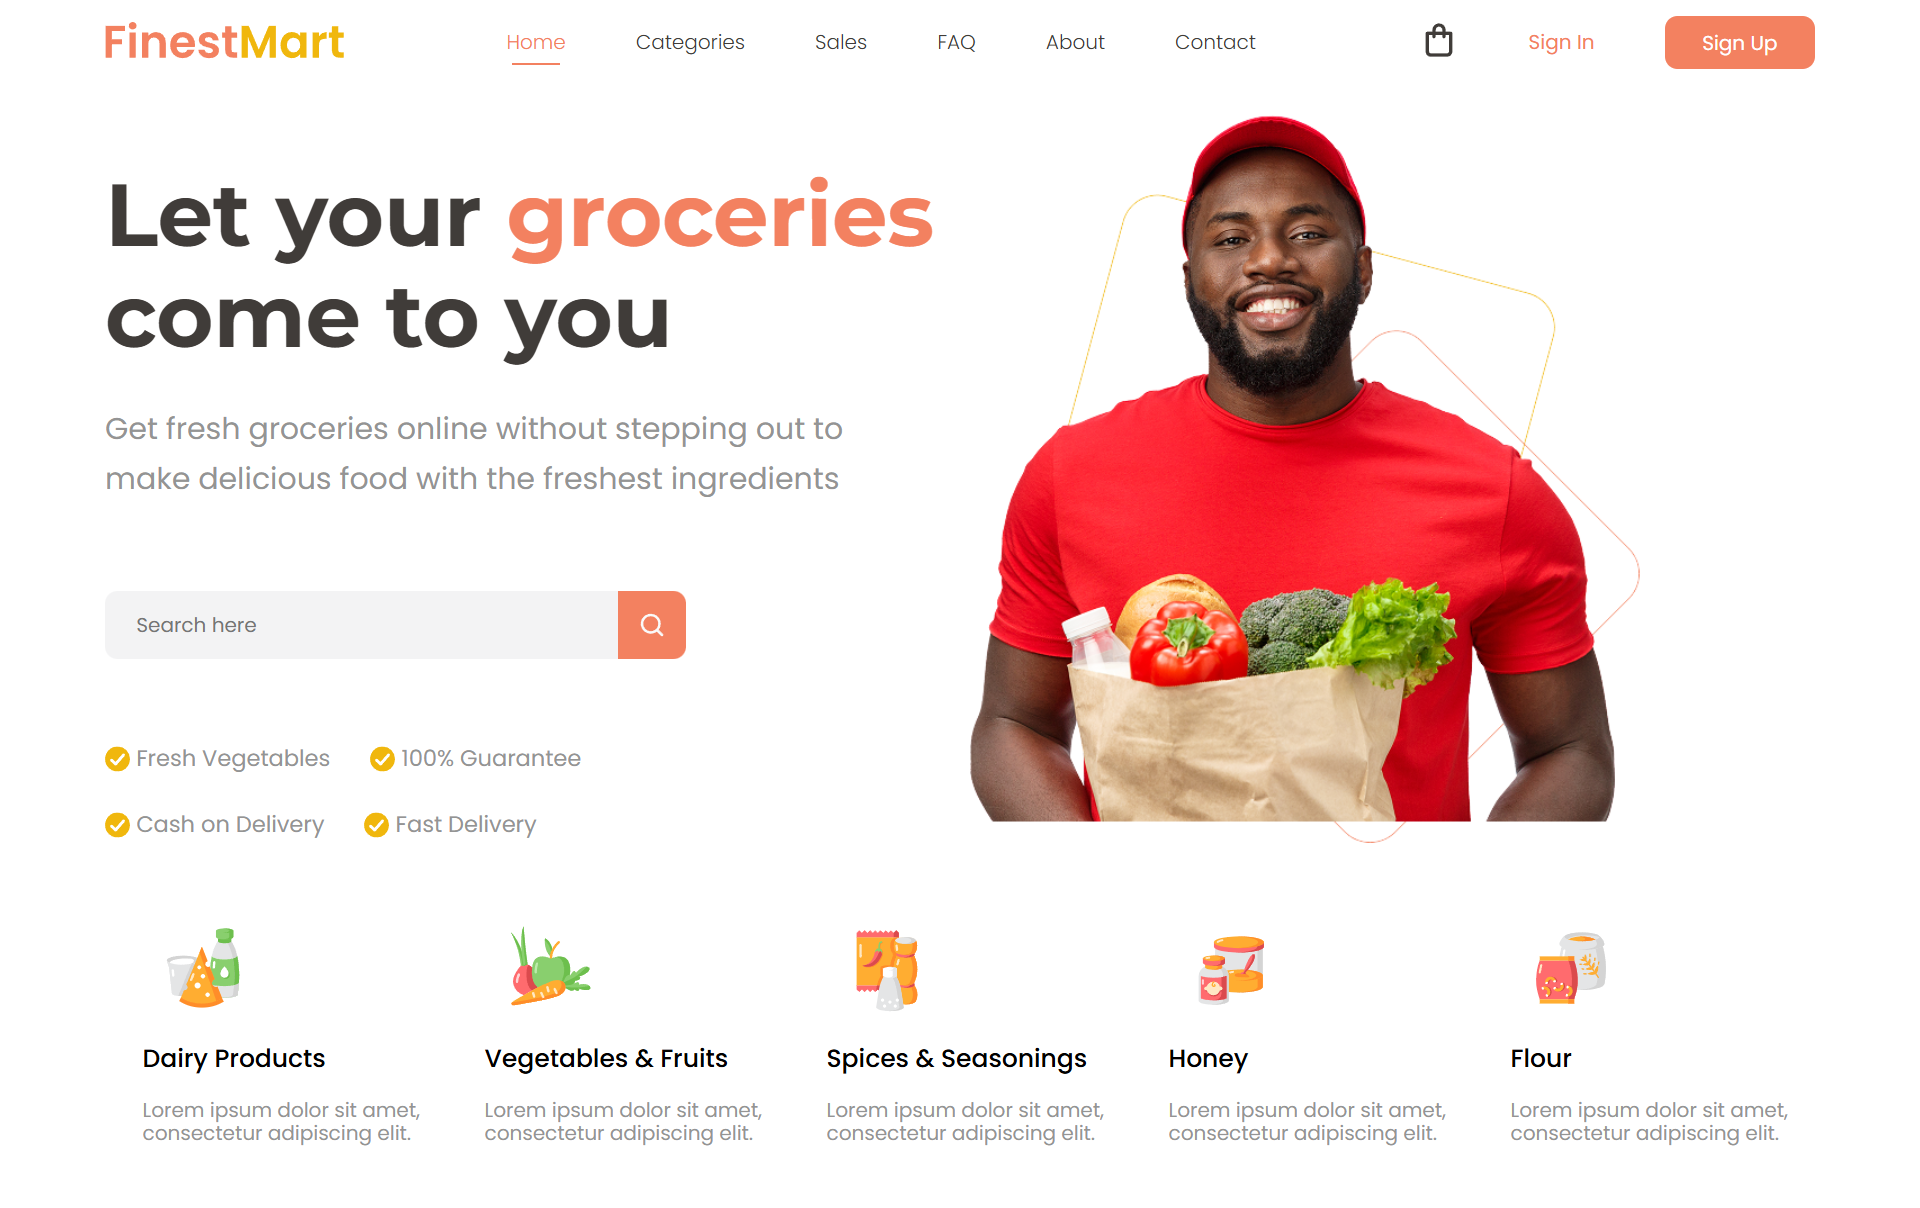 FinestMart
Home Categories Sales FAQ About Contact Sign In Sign Up
Let your groceries
come to you
Get fresh groceries online without stepping out to
make delicious food with the freshest ingredients
Search here
Fresh Vegetables 100% Guarantee
Cash on Delivery Fast Delivery
Dairy Products
Lorem ipsum dolor sit amet,
consectetur adipiscing elit.
Vegetables & Fruits
Lorem ipsum dolor sit amet,
consectetur adipiscing elit.
Spices & Seasonings
Lorem ipsum dolor sit amet,
consectetur adipiscing elit.
Honey
Lorem ipsum dolor sit amet,
consectetur adipiscing elit.
Flour
Lorem ipsum dolor sit amet,
consectetur adipiscing elit.